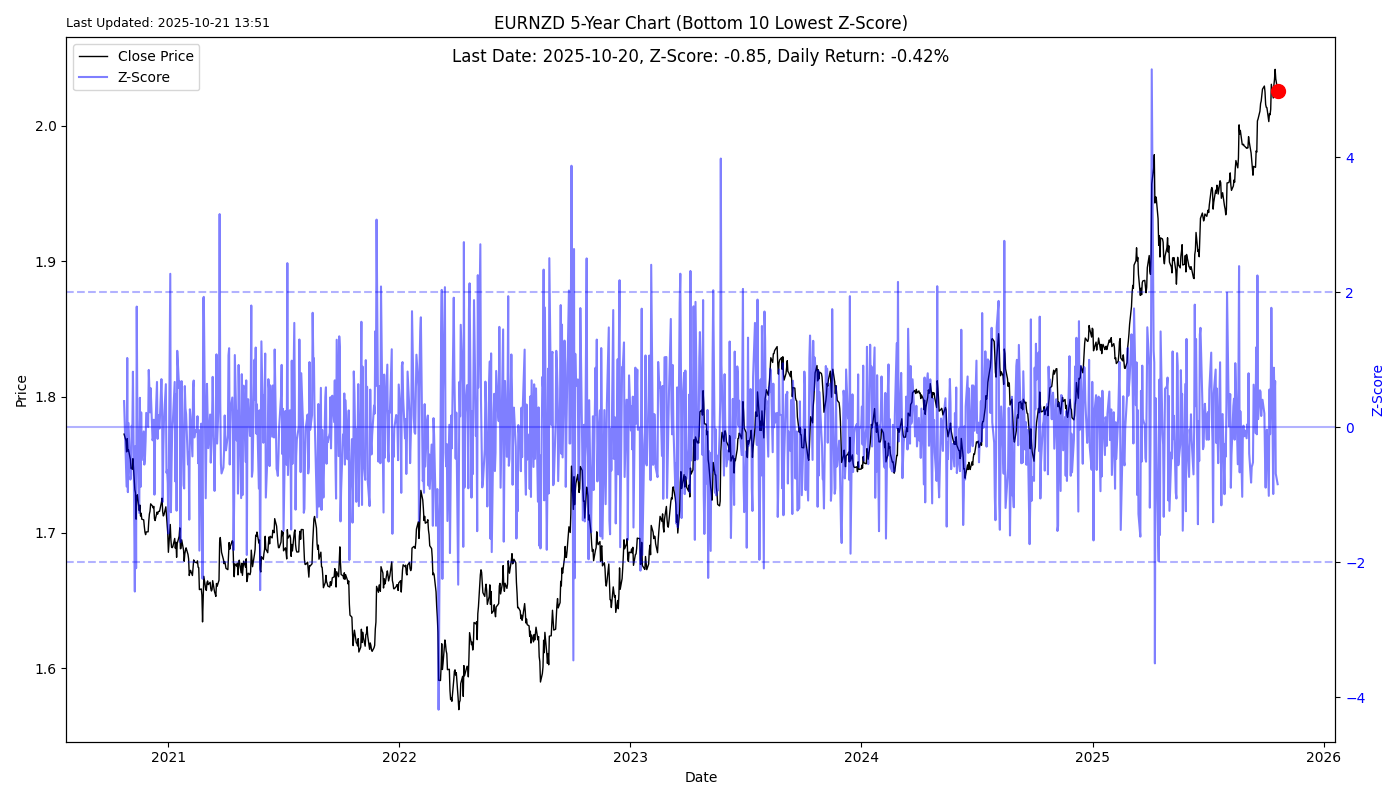 Last Updated: 2025-10-21 13:51
EURNZD 5-Year Chart (Bottom 10 Lowest Z-Score)
Last Date: 2025-10-20, Z-Score: -0.85, Daily Return: -0.42%
Close Price
Z-Score
Price
2.0
1.9
1.8
1.7
1.6
4
2
0
−2
−4
Z-Score
2021
2022
2023
2024
2025
2026
Date